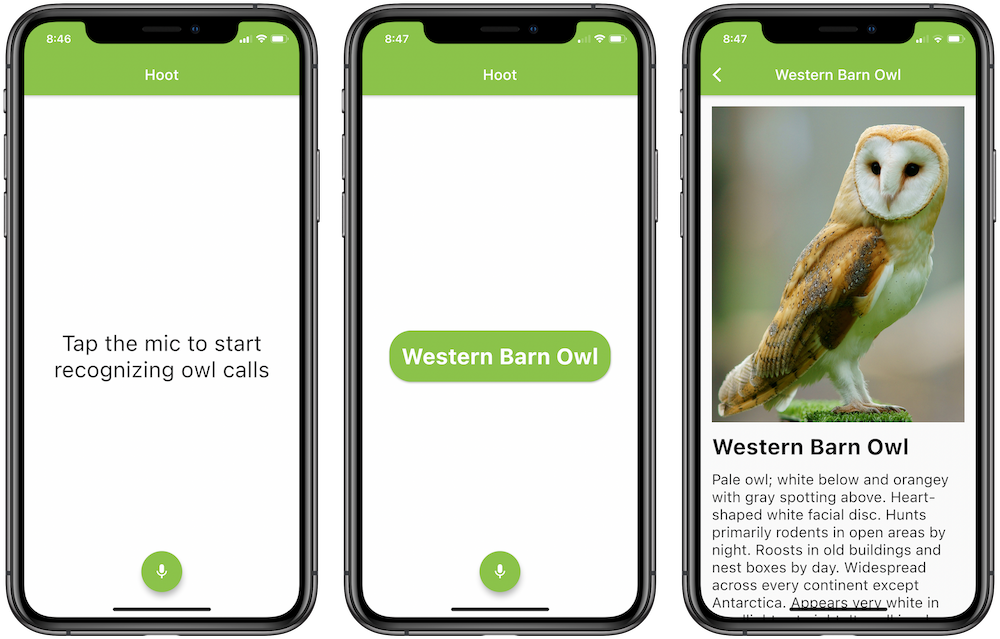 8:46
Hoot
Tap the mic to start
recognizing owl calls
8:47
Hoot
Western Barn Owl
8:47
Western Barn Owl
Western Barn Owl
Pale owl; white below and orangey
with gray spotting above. Heart-
shaped white facial disc. Hunts
primarily rodents in open areas by
night. Roosts in old buildings and
nest boxes by day. Widespread
across every continent except
Antarctica. Appears very white in